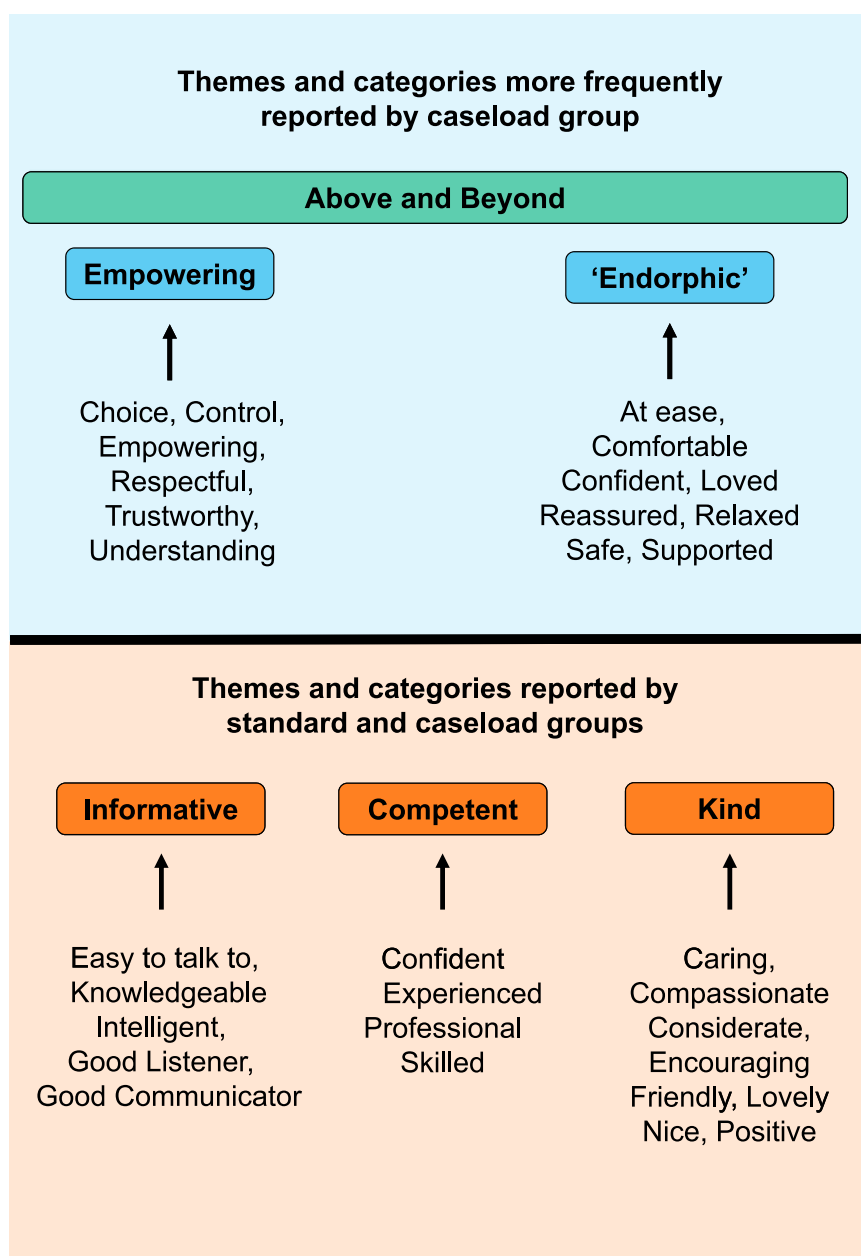 Themes and categories more frequently
reported by caseload group
Above and Beyond
Empowering
Choice, Control,
Empowering,
Respectful,
Trustworthy,
Understanding
‘Endorphic’
At ease,
Comfortable
Confident, Loved
Reassured, Relaxed
Safe, Supported
Themes and categories reported by
standard and caseload groups
Informative
Easy to talk to,
Knowledgeable
Intelligent,
Good Listener,
Good Communicator
Competent
Confident
Experienced
Professional
Skilled
Kind
Caring,
Compassionate
Considerate,
Encouraging
Friendly, Lovely
Nice, Positive